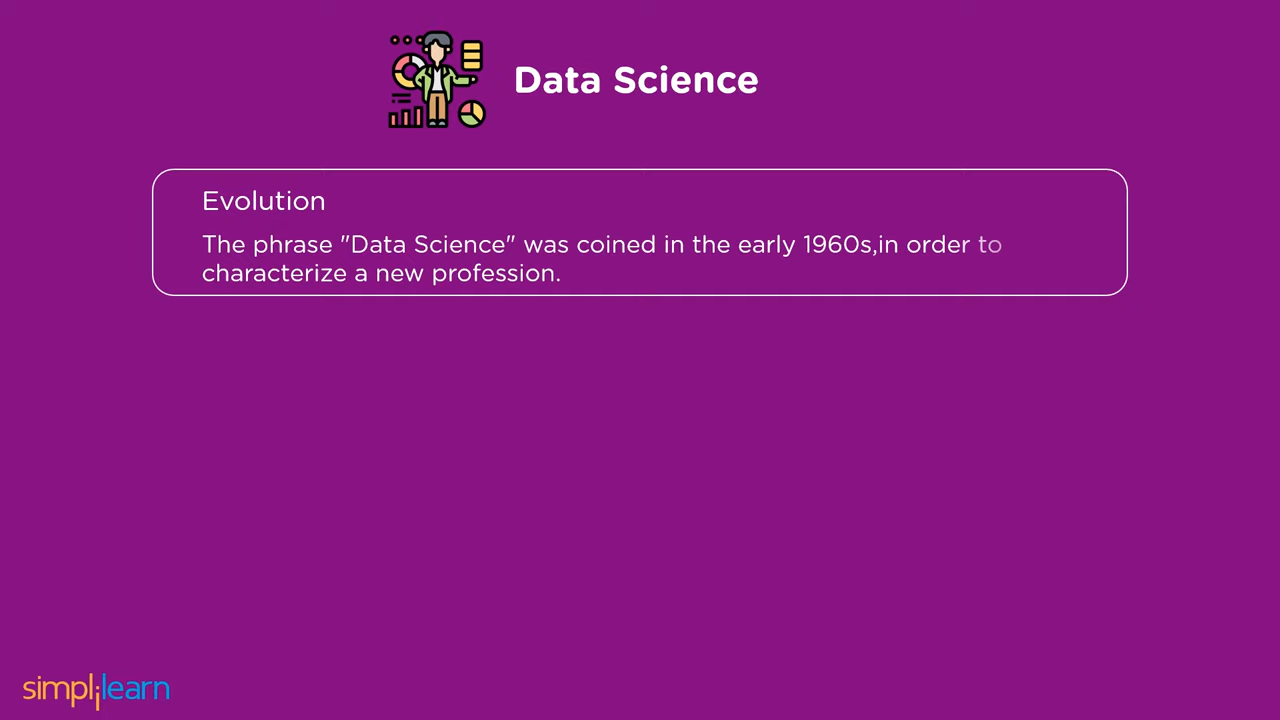 Data Science
Evolution
The phrase "Data Science" was coined in the early 1960s,in order to
characterize a new profession.
simplilearn